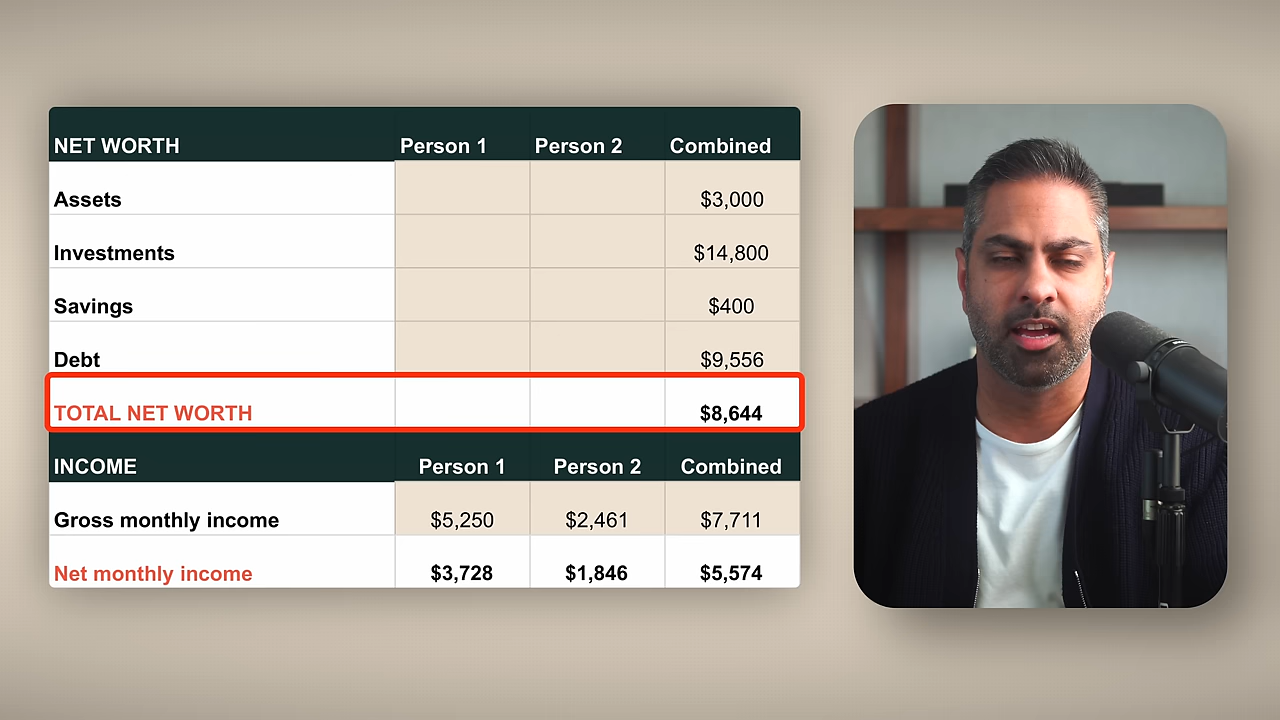 NET WORTH Person 1 Person 2 Combined
Assets $3,000
Investments $14,800
Savings $400
Debt $9,556
TOTAL NET WORTH $8,644
INCOME Person 1 Person 2 Combined
Gross monthly income $5,250 $2,461 $7,711
Net monthly income $3,728 $1,846 $5,574